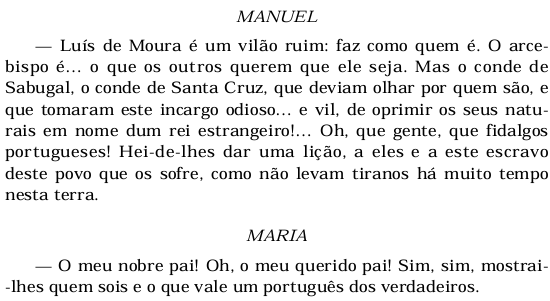 MANUEL
— Luís de Moura é um vilão ruim: faz como quem é. O arce-
bispo é... o que os outros querem que ele seja. Mas o conde de
Sabugal, o conde de Santa Cruz, que deviam olhar por quem são, e
que tomaram este incargo odioso... e vil, de oprimir os seus natu-
rais em nome dum rei estrangeiro!... Oh, que gente, que fidalgos
portugueses! Hei-de-lhes dar uma lição, a eles e a este escravo
deste povo que os sofre, como não levam tiranos há muito tempo
nesta terra.
MARIA
— O meu nobre pai! Oh, o meu querido pai! Sim, sim, mostrai-
-lhes quem sois e o que vale um português dos verdadeiros.